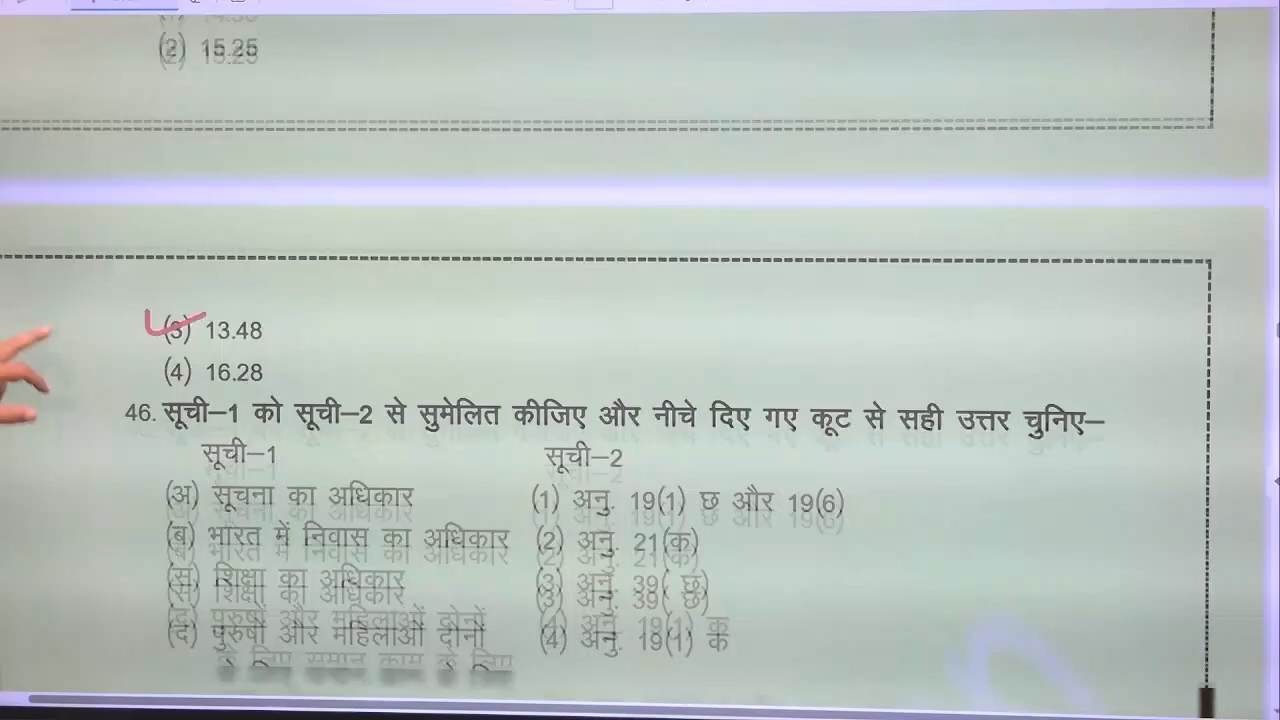 (2) 15.25
(3) 13.48
(4) 16.28
46. सूची–1 को सूची–2 से सुमेलित कीजिए और नीचे दिए गए कूट से सही उत्तर चुनिए–
सूची–1 सूची–2
(अ) सूचना का अधिकार (1) अनु. 19(1) छ और 19(6)
(ब) भारत में निवास का अधिकार (2) अनु. 21(क)
(स) शिक्षा का अधिकार (3) अनु. 39( छ)
(द) पुरुषों और महिलाओं दोनों (4) अनु. 19(1) क
के लिए समान काम के लिए